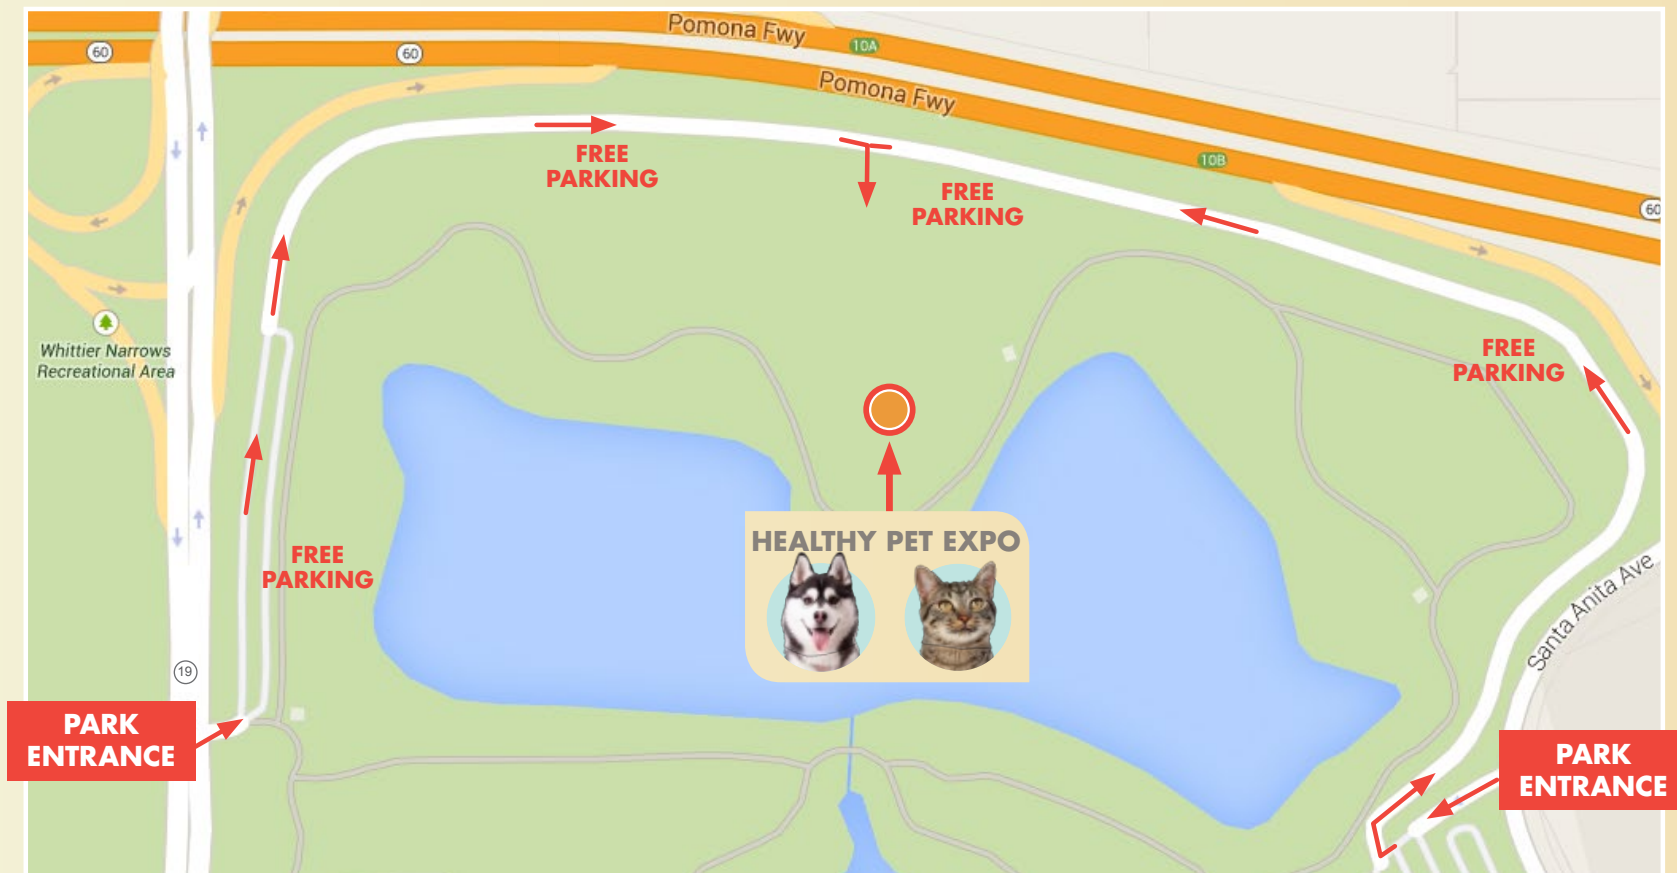 Pomona Fwy
10A
60
60
Pomona Fwy
FREE
PARKING
10B
FREE
PARKING
60
Whittier Narrows
Recreational Area
FREE
PARKING
HEALTHY PET EXPO
FREE
PARKING
Santa Anita Ave
19
PARK
ENTRANCE
PARK
ENTRANCE